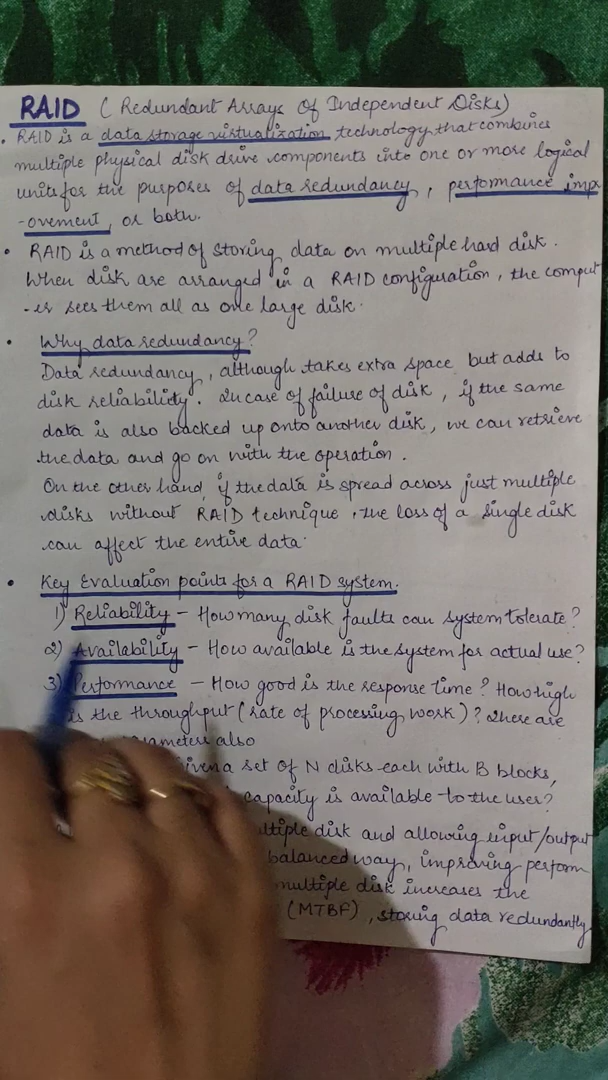 RAID ( Redundant Arrays Of Independent Disks)
• RAID is a data storage virtualization technology that combines
multiple physical disk drive components into one or more logical
units for the purposes of data redundancy, performance impr
-ovement, or both.
• RAID is a method of storing data on multiple hard disk.
When disk are arranged in a RAID configuration, the comput
-er sees them all as one large disk.
• Why data redundancy?
Data redundancy, although takes extra space but adds to
disk reliability. In case of failure of disk, if the same
data is also backed up onto another disk, we can retrieve
the data and go on with the operation.
On the other hand, if the data is spread across just multiple
disks without RAID technique, the loss of a single disk
can affect the entire data.
• Key Evaluation points for a RAID system.
1) Reliability - How many disk faults can system tolerate?
2) Availability - How available is the system for actual use?
3) Performance - How good is the response time? How high
is the throughput (rate of processing work)? There are
also
a set of N disks each with B blocks,
capacity is available to the user?
disk and allowing input/output
balanced way, improving perform
multiple disk increases the
(MTBF), storing data redundantly